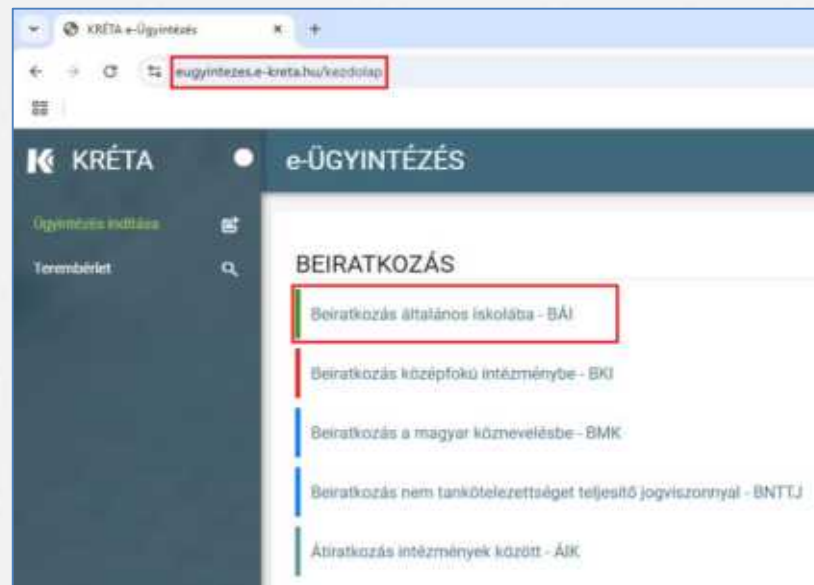 KRÉTA e-Ügyintézés
eugyintezes.e-kreta.hu/kezdolap
KRÉTA
e-ÜGYINTÉZÉS
Ügyintézés indítása
Terembérlet
BEIRATKOZÁS
Beiratkozás általános iskolába - BÁI
Beiratkozás középfokú intézménybe - BKI
Beiratkozás a magyar köznevelésbe - BMK
Beiratkozás nem tankötelezettséget teljesítő jogviszonnyal - BNTTJ
Átiratkozás intézmények között - ÁIK